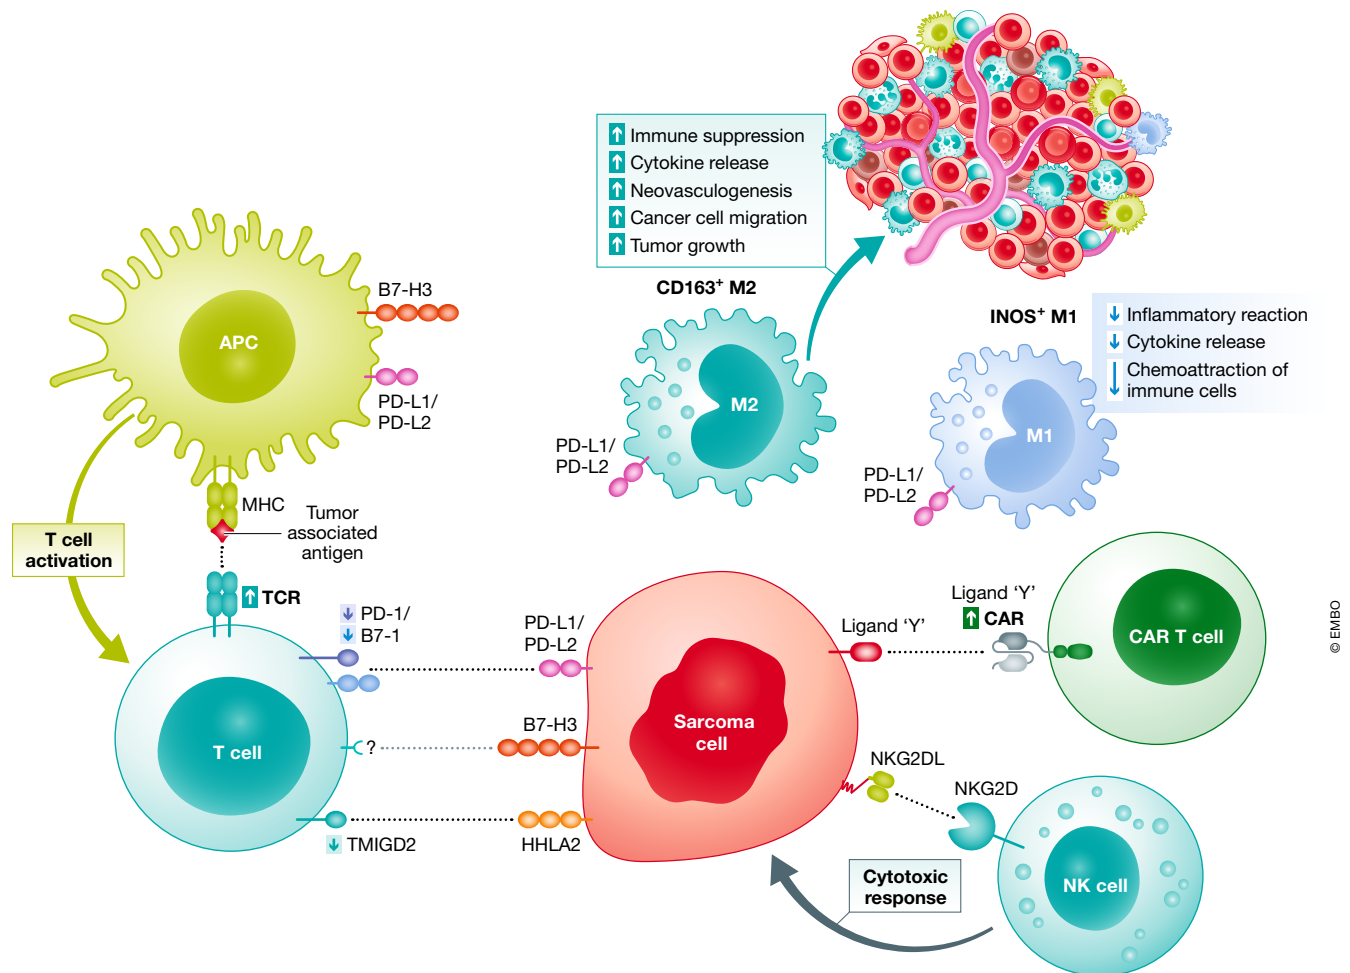 Immune suppression
Cytokine release
Neovasculogenesis
Cancer cell migration
Tumor growth
CD163⁺ M2
M2
PD-L1/
PD-L2
INOS⁺ M1
Inflammatory reaction
Cytokine release
Chemoattraction of
immune cells
M1
PD-L1/
PD-L2
B7-H3
APC
PD-L1/
PD-L2
MHC
Tumor
associated
antigen
T cell
activation
TCR
PD-1/
B7-1
T cell
?
TMIGD2
PD-L1/
PD-L2
B7-H3
HHLA2
Sarcoma
cell
Ligand ‘Y’
Ligand ‘Y’
CAR
CAR T cell
NKG2DL
NKG2D
NK cell
Cytotoxic
response
© EMBO